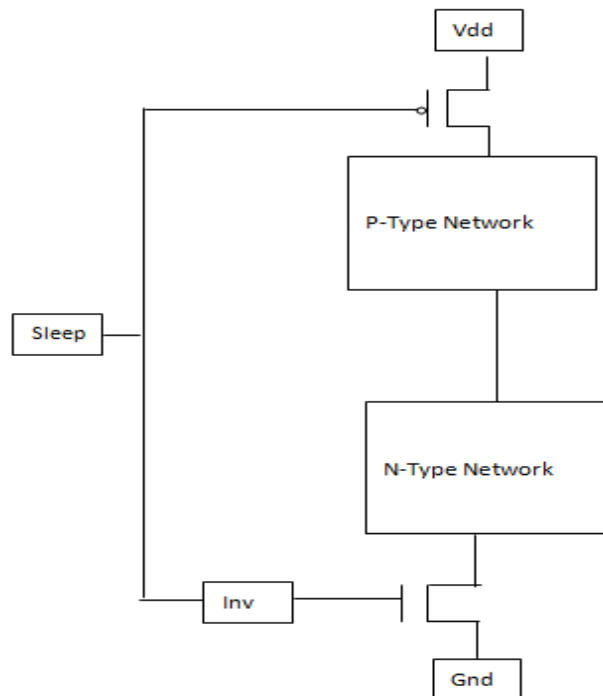 Vdd
P-Type Network
Sleep
N-Type Network
Inv
Gnd